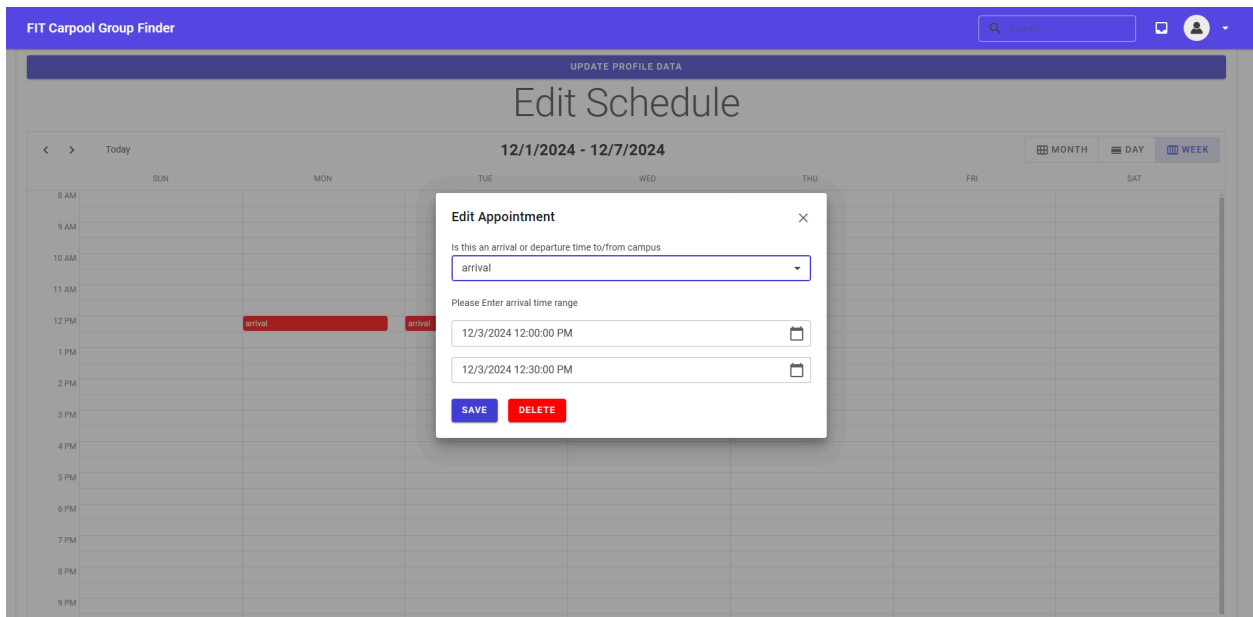 FIT Carpool Group Finder
Search...
UPDATE PROFILE DATA
Edit Schedule
Today
12/1/2024 - 12/7/2024
MONTH
DAY
WEEK
SUN MON TUE WED THU FRI SAT
8 AM
9 AM
10 AM
11 AM
12 PM
arrival
arrival
1 PM
2 PM
3 PM
4 PM
5 PM
6 PM
7 PM
8 PM
9 PM
Edit Appointment
Is this an arrival or departure time to/from campus
arrival
Please Enter arrival time range
12/3/2024 12:00:00 PM
12/3/2024 12:30:00 PM
SAVE
DELETE